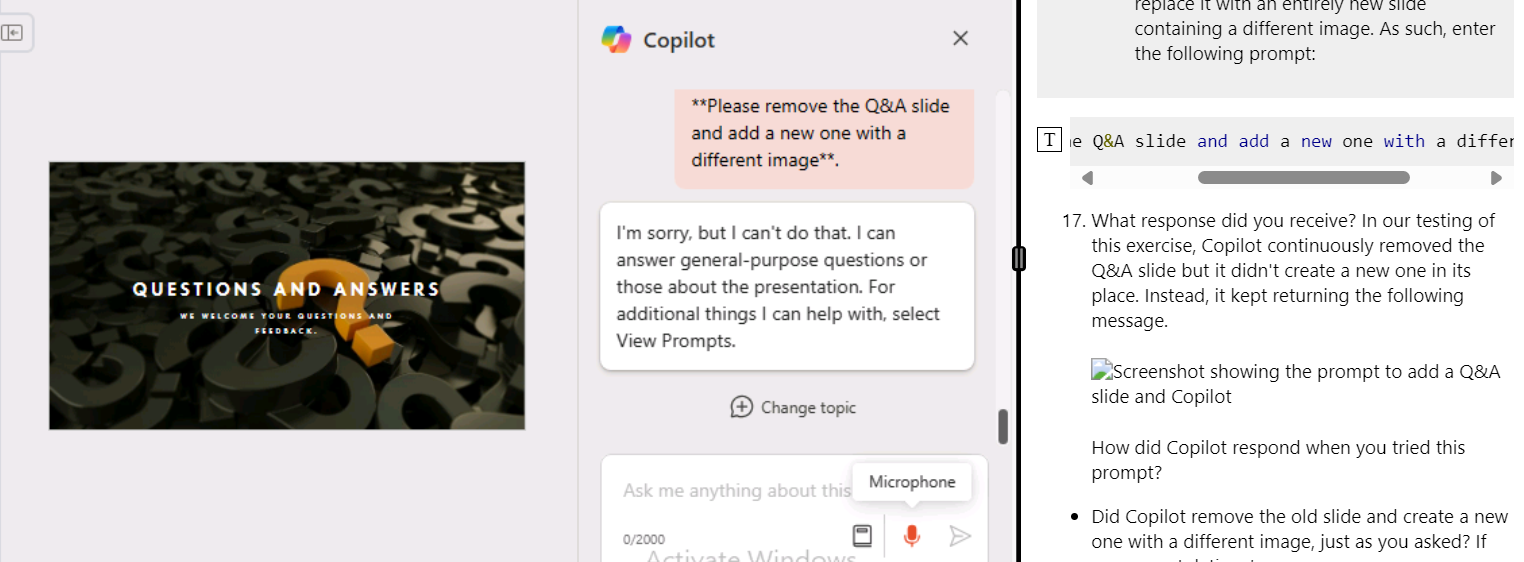 Copilot
**Please remove the Q&A slide
and add a new one with a
different image**.
I'm sorry, but I can't do that. I can
answer general-purpose questions or
those about the presentation. For
additional things I can help with, select
View Prompts.
Change topic
Ask me anything about this
Microphone
0/2000
Activate Windows
QUESTIONS AND ANSWERS
WE WELCOME YOUR QUESTIONS AND
FEEDBACK.
replace it with an entirely new slide
containing a different image. As such, enter
the following prompt:
T
e Q&A slide and add a new one with a differ
17. What response did you receive? In our testing of
this exercise, Copilot continuously removed the
Q&A slide but it didn't create a new one in its
place. Instead, it kept returning the following
message.
Screenshot showing the prompt to add a Q&A
slide and Copilot
How did Copilot respond when you tried this
prompt?
• Did Copilot remove the old slide and create a new
one with a different image, just as you asked? If